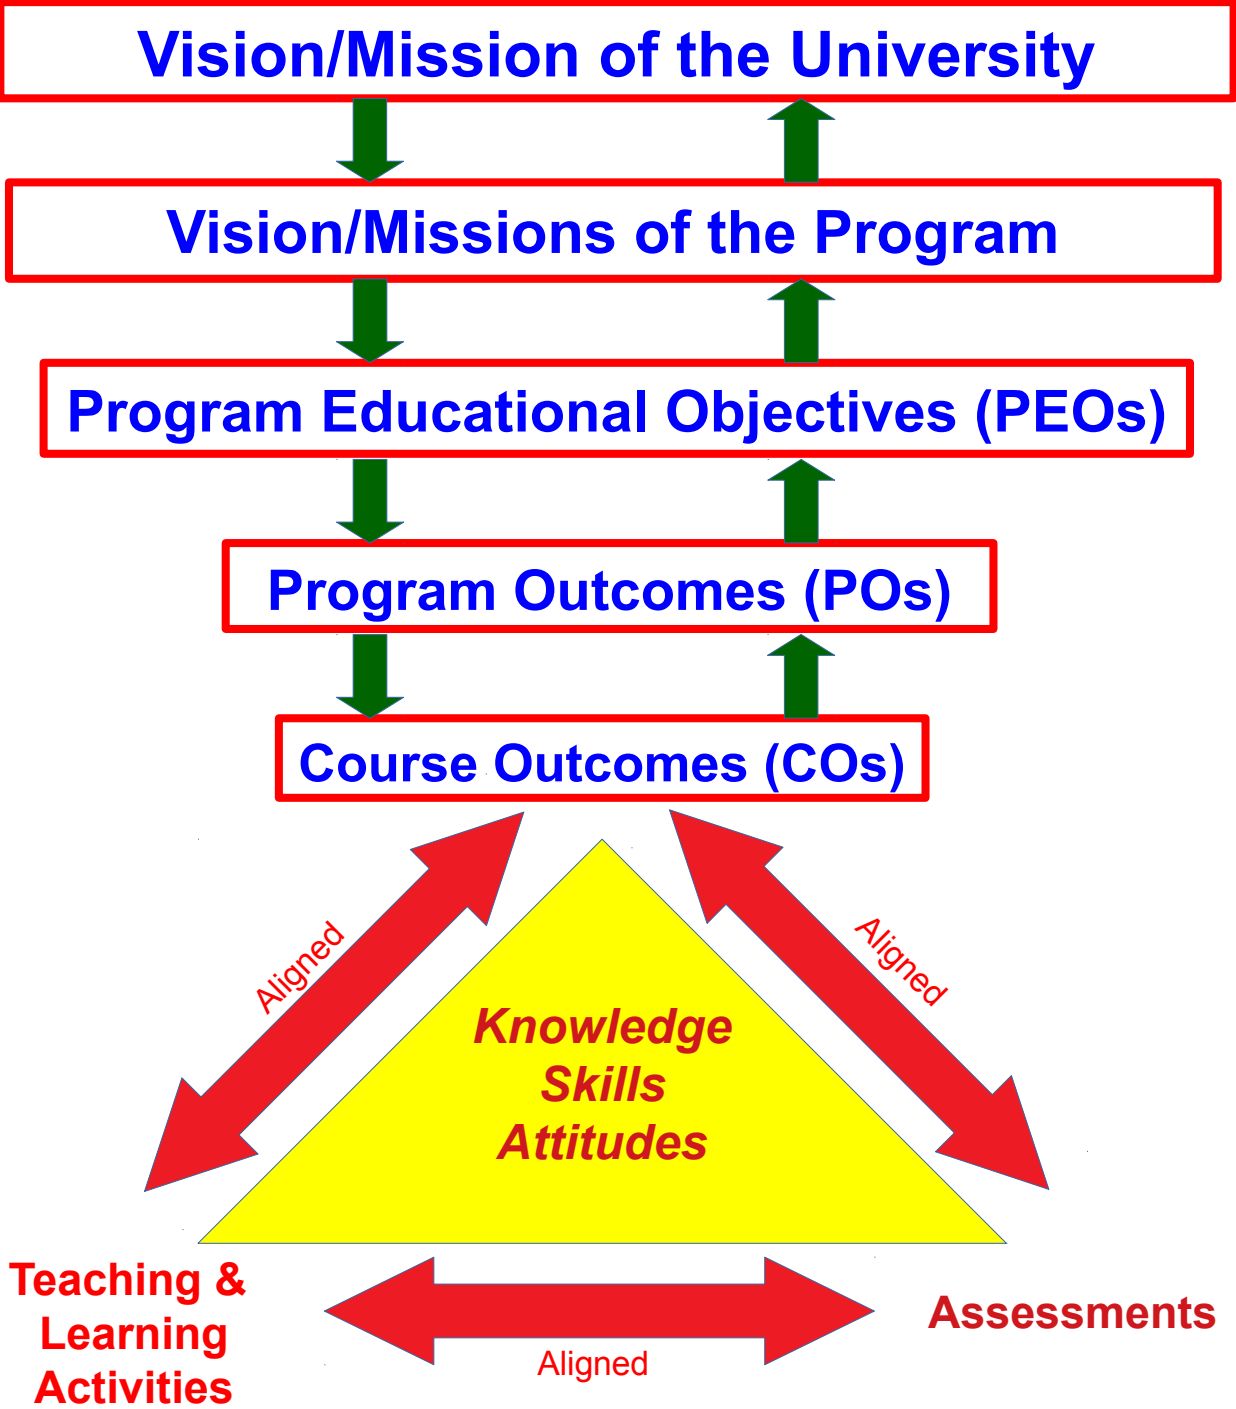 Vision/Mission of the University
Vision/Missions of the Program
Program Educational Objectives (PEOs)
Program Outcomes (POs)
Course Outcomes (COs)
Aligned
Aligned
Knowledge
Skills
Attitudes
Teaching &
Learning
Activities
Assessments
Aligned